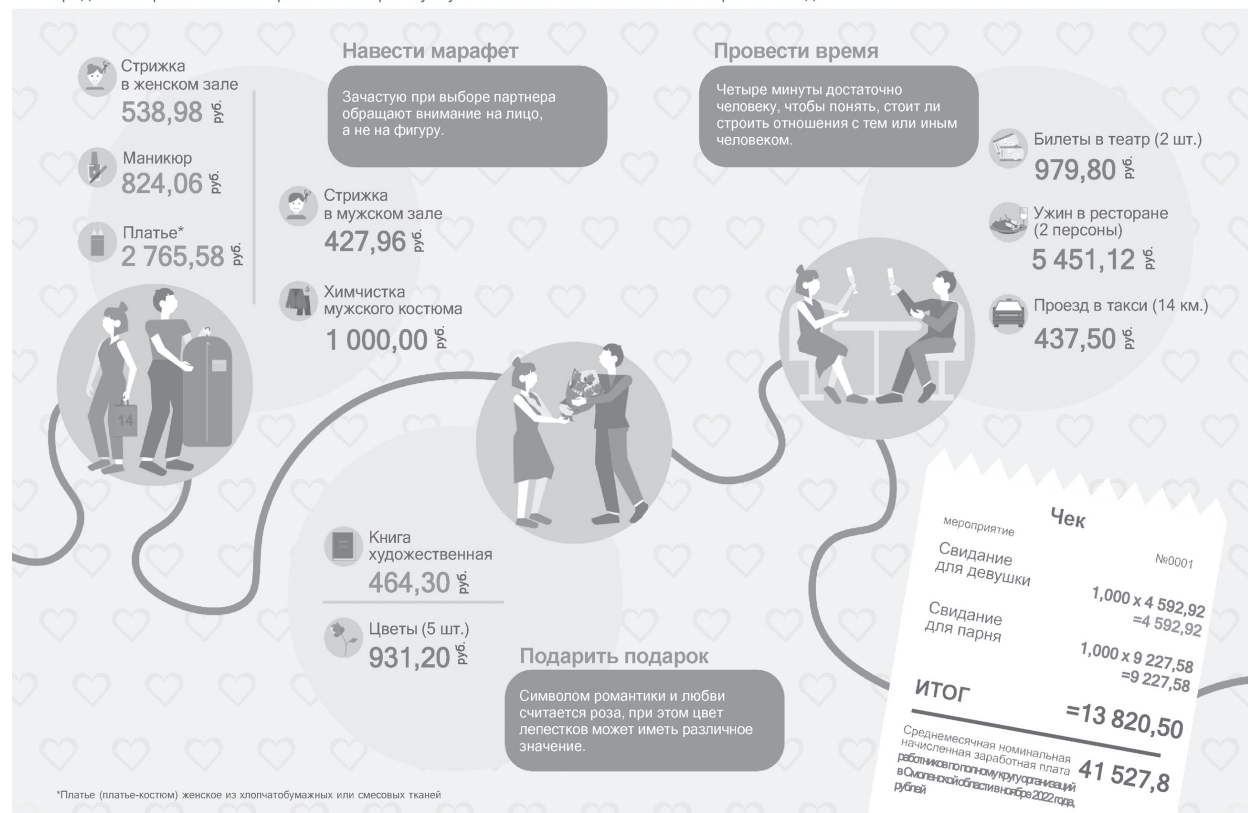 Навести марафет
Зачастую при выборе партнера
обращают внимание на лицо,
а не на фигуру.
Стрижка
в женском зале
538,98 руб.
Маникюр
824,06 руб.
Платье*
2 765,58 руб.
Стрижка
в мужском зале
427,96 руб.
Химчистка
мужского костюма
1 000,00 руб.
14
Провести время
Четыре минуты достаточно
человеку, чтобы понять, стоит ли
строить отношения с тем или иным
человеком.
Билеты в театр (2 шт.)
979,80 руб.
Ужин в ресторане
(2 персоны)
5 451,12 руб.
Проезд в такси (14 км.)
437,50 руб.
Книга
художественная
464,30 руб.
Цветы (5 шт.)
931,20 руб.
Подарить подарок
Символом романтики и любви
считается роза, при этом цвет
лепестков может иметь различное
значение.
Чек
мероприятие
№0001
Свидание
для девушки
1,000 x 4 592,92
=4 592,92
Свидание
для парня
1,000 x 9 227,58
=9 227,58
ИТОГ
=13 820,50
Среднемесячная номинальная
начисленная заработная плата
работников по полному кругу организаций
в Смоленской области в ноябре 2022 года,
рублей
41 527,8
*Платье (платье-костюм) женское из хлопчатобумажных или смесовых тканей